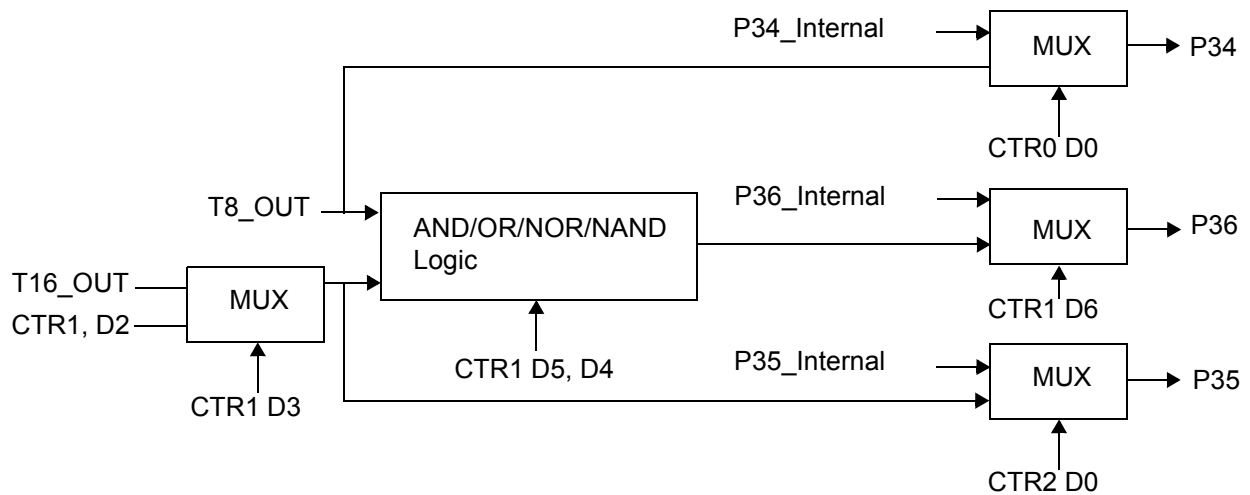 P34_Internal
MUX
P34
CTR0 D0
T8_OUT
AND/OR/NOR/NAND
Logic
P36_Internal
MUX
P36
T16_OUT
MUX
CTR1, D2
CTR1 D6
CTR1 D5, D4
P35_Internal
MUX
P35
CTR1 D3
CTR2 D0